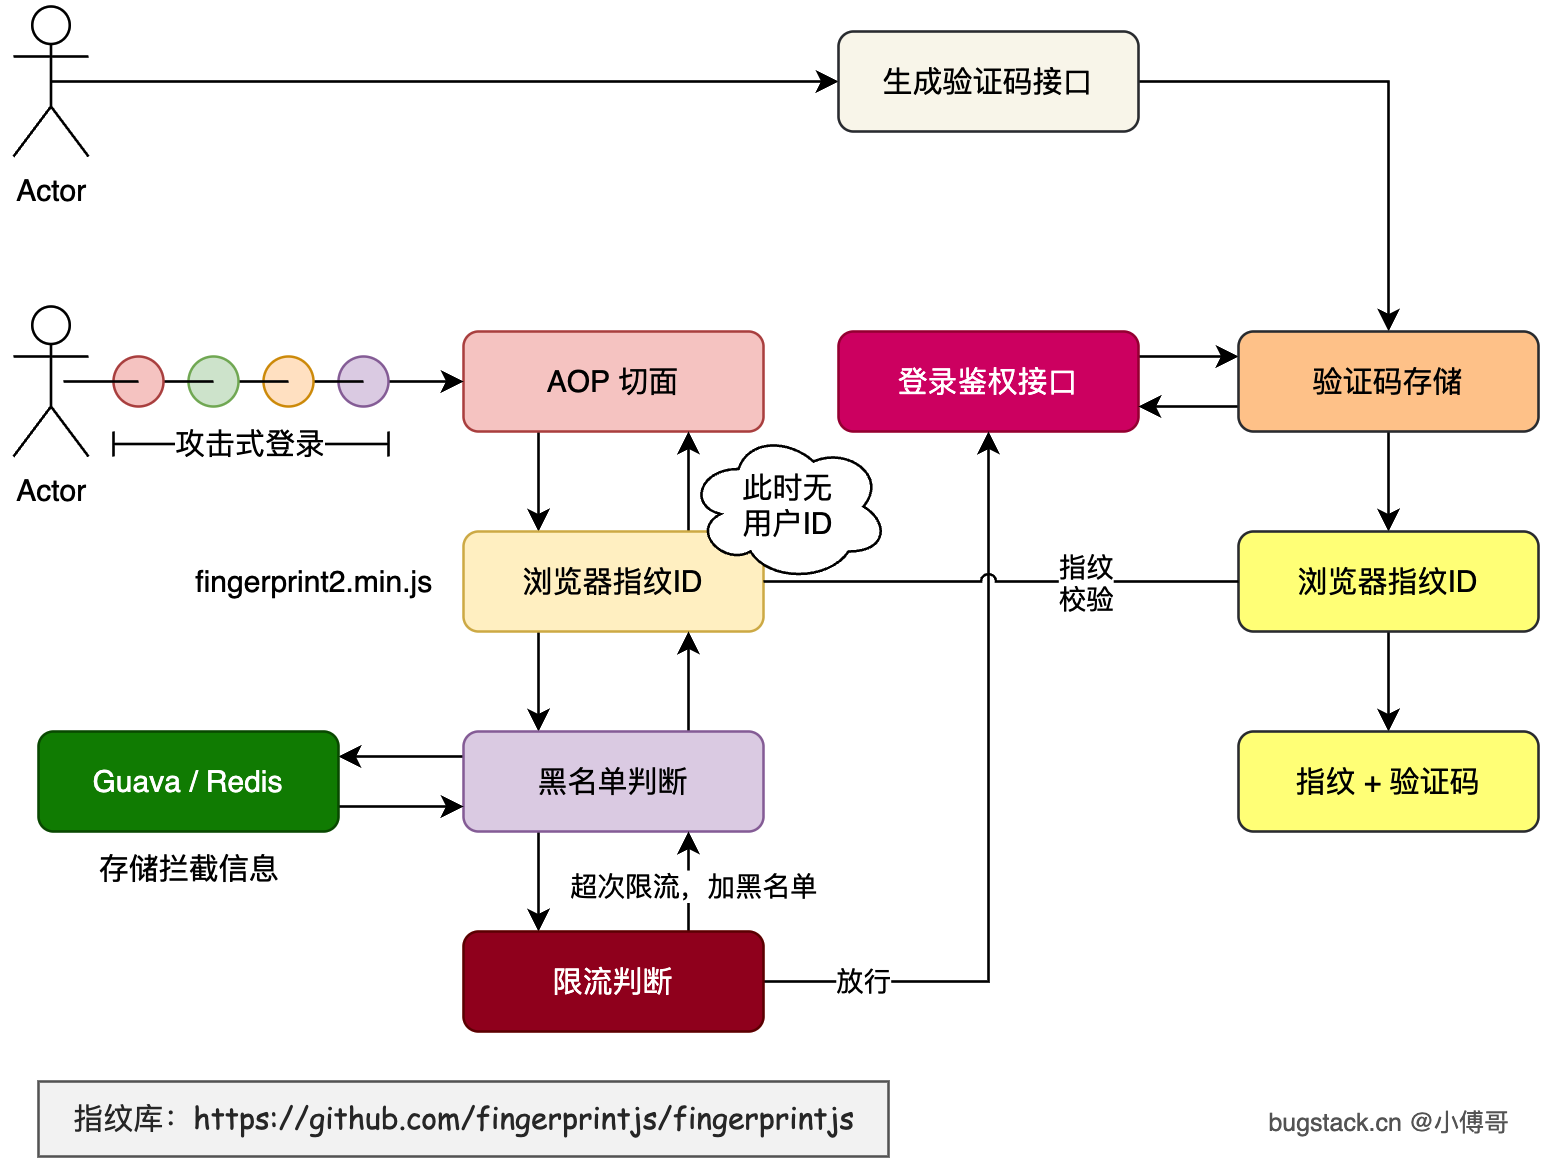 生成验证码接口
Actor
攻击式登录
Actor
AOP 切面
登录鉴权接口
验证码存储
此时无
用户ID
fingerprint2.min.js
浏览器指纹ID
指纹
校验
浏览器指纹ID
Guava / Redis
黑名单判断
指纹 + 验证码
存储拦截信息
超次限流，加黑名单
限流判断
放行
指纹库：https://github.com/fingerprintjs/fingerprintjs
bugstack.cn @小傅哥